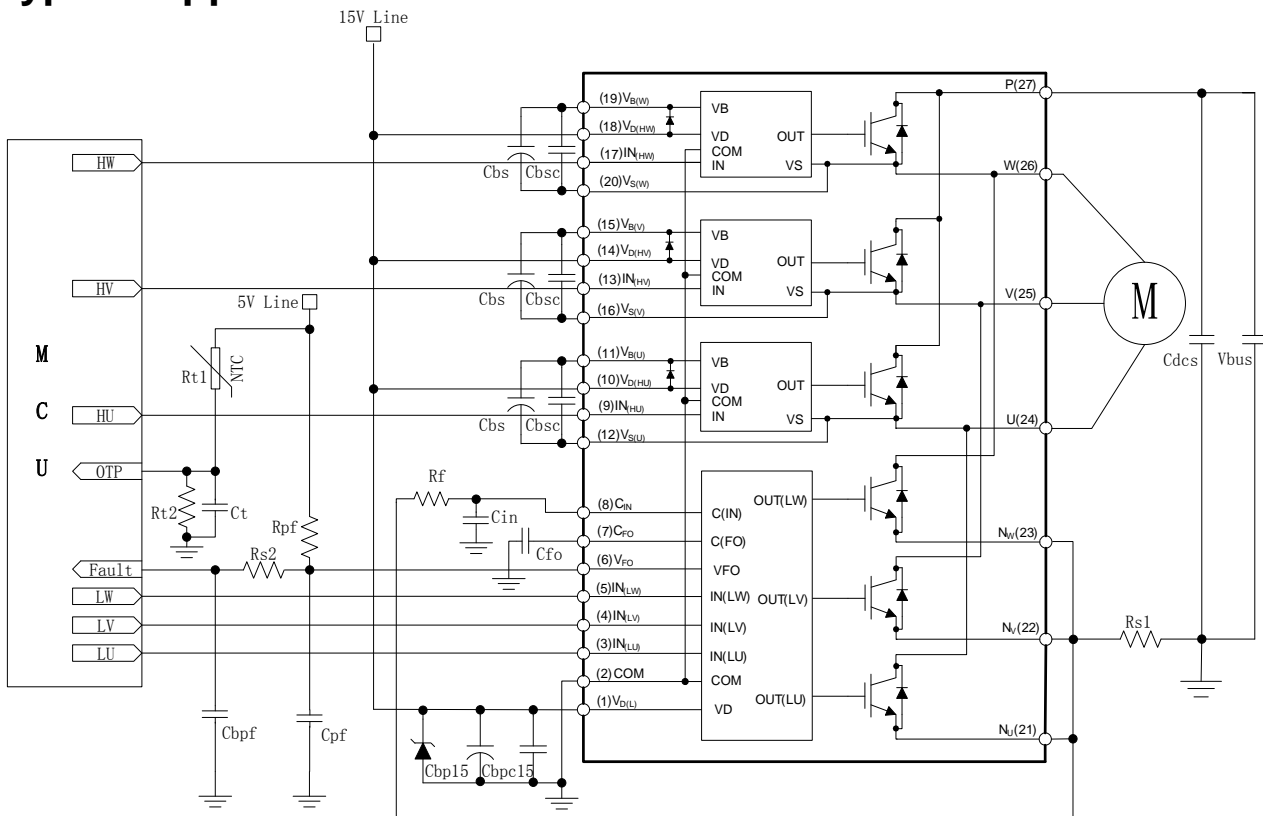 15V Line
P(27)
(19)VB(W)
VB
(18)VD(HW)
VD
OUT
COM
HW
(17)IN(HW)
IN
VS
W(26)
Cbs
Cbsc
(20)VS(W)
(15)VB(V)
VB
(14)VD(HV)
VD
OUT
COM
HV
(13)IN(HV)
IN
VS
V(25)
Cbs
Cbsc
5V Line
(16)VS(V)
M
Cdcs
Vbus
M
Rt1
NTC
(11)VB(U)
VB
(10)VD(HU)
VD
OUT
COM
C
HU
(9)IN(HU)
IN
VS
U(24)
Cbs
Cbsc
(12)VS(U)
U
OTP
Rf
Rt2
Ct
Rpf
Cin
(8)CIN
C(IN)
OUT(LW)
(7)CFO
C(FO)
NW(23)
Rs2
Cfo
Fault
(6)VFO
VFO
LW
(5)IN(LW)
IN(LW)
OUT(LV)
LV
(4)IN(LV)
IN(LV)
NV(22)
Rs1
LU
(3)IN(LU)
IN(LU)
(2)COM
COM
OUT(LU)
(1)VD(L)
VD
Cbpf
Cpf
NU(21)
Cbp15
Cbpc15